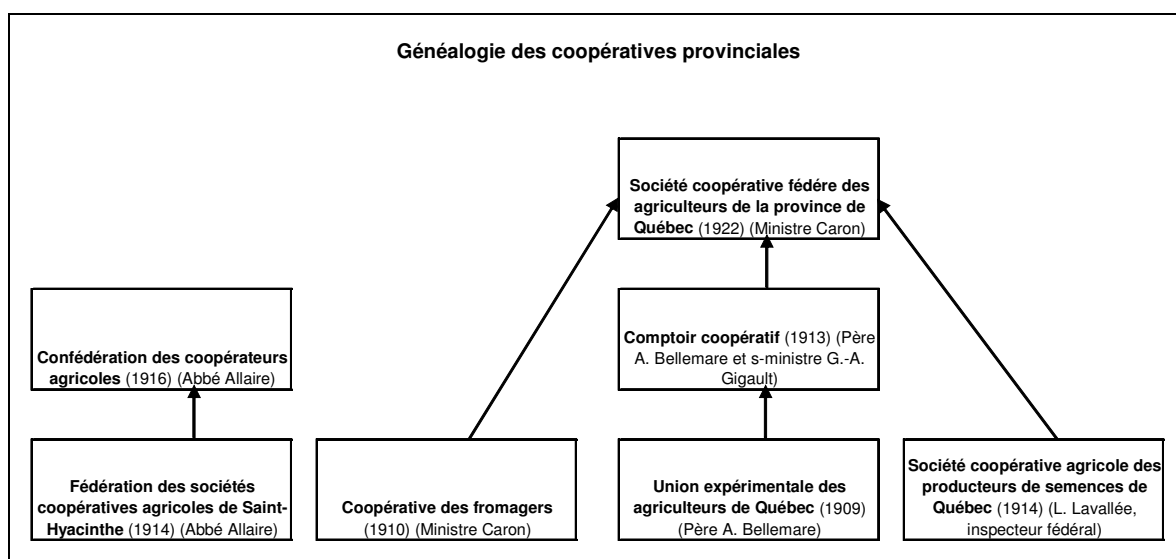 Généalogie des coopératives provinciales
Société coopérative fédére des
agriculteurs de la province de
Québec (1922) (Ministre Caron)
Confédération des coopérateurs
agricoles (1916) (Abbé Allaire)
Comptoir coopératif (1913) (Père
A. Bellemare et s-ministre G.-A.
Gigault)
Fédération des sociétés
coopératives agricoles de Saint-
Hyacinthe (1914) (Abbé Allaire)
Coopérative des fromagers
(1910) (Ministre Caron)
Union expérimentale des
agriculteurs de Québec (1909)
(Père A. Bellemare)
Société coopérative agricole des
producteurs de semences de
Québec (1914) (L. Lavallée,
inspecteur fédéral)